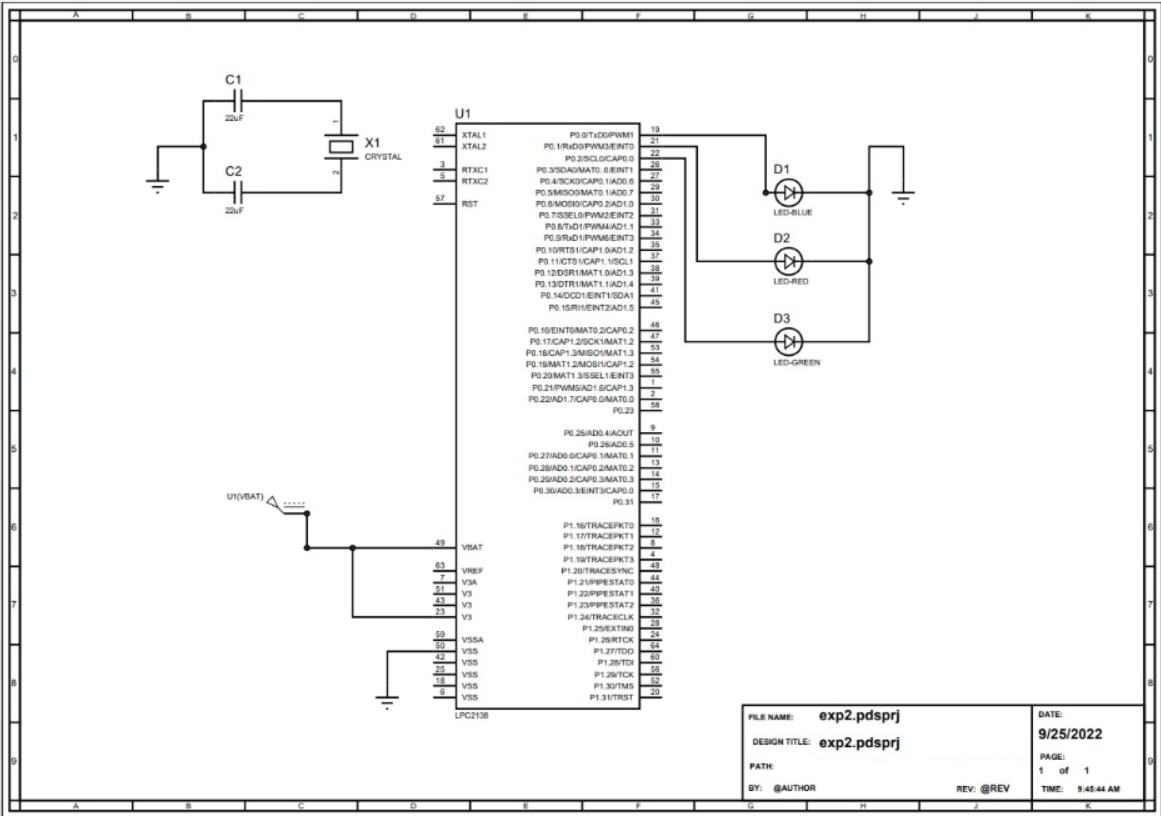 A B C D E F G H J K
0 0
1 1
2 2
3 3
4 4
5 5
6 6
7 7
8 8
9 9
C1
22uF
C2
22uF
1
X1
CRYSTAL
2
U1
62 XTAL1
61 XTAL2
3 RTXC1
5 RTXC2
57 RST
U1(VBAT)
49 VBAT
63 VREF
7 V3A
51 V3
43 V3
23 V3
59 VSSA
50 VSS
42 VSS
25 VSS
18 VSS
6 VSS
LPC2138
P0.0/TxD0/PWM1 19
P0.1/RxD0/PWM3/EINT0 21
P0.2/SCL0/CAP0.0 22
P0.3/SDA0/MAT0..0/EINT1 26
P0.4/SCK0/CAP0.1/AD0.6 27
P0.5/MISO0/MAT0.1/AD0.7 29
P0.6/MOSI0/CAP0.2/AD1.0 30
P0.7/SSEL0/PWM2/EINT2 31
P0.8/TxD1/PWM4/AD1.1 33
P0.9/RxD1/PWM6/EINT3 34
P0.10/RTS1/CAP1.0/AD1.2 35
P0.11/CTS1/CAP1.1/SCL1 37
P0.12/DSR1/MAT1.0/AD1.3 38
P0.13/DTR1/MAT1.1/AD1.4 39
P0.14/DCD1/EINT1/SDA1 41
P0.15/RI1/EINT2/AD1.5 45
P0.16/EINT0/MAT0.2/CAP0.2 46
P0.17/CAP1.2/SCK1/MAT1.2 47
P0.18/CAP1.3/MISO1/MAT1.3 53
P0.19/MAT1.2/MOSI1/CAP1.2 54
P0.20/MAT1.3/SSEL1/EINT3 55
P0.21/PWM5/AD1.6/CAP1.3 1
P0.22/AD1.7/CAP0.0/MAT0.0 2
P0.23 58
P0.25/AD0.4/AOUT 9
P0.26/AD0.5 10
P0.27/AD0.0/CAP0.1/MAT0.1 11
P0.28/AD0.1/CAP0.2/MAT0.2 13
P0.29/AD0.2/CAP0.3/MAT0.3 14
P0.30/AD0.3/EINT3/CAP0.0 15
P0.31 17
P1.16/TRACEPKT0 16
P1.17/TRACEPKT1 12
P1.18/TRACEPKT2 8
P1.19/TRACEPKT3 4
P1.20/TRACESYNC 48
P1.21/PIPESTAT0 44
P1.22/PIPESTAT1 40
P1.23/PIPESTAT2 36
P1.24/TRACECLK 32
P1.25/EXTIN0 28
P1.26/RTCK 24
P1.27/TDO 64
P1.28/TDI 60
P1.29/TCK 56
P1.30/TMS 52
P1.31/TRST 20
D1
LED-BLUE
D2
LED-RED
D3
LED-GREEN
FILE NAME: exp2.pdsprj
DESIGN TITLE: exp2.pdsprj
PATH:
BY: @AUTHOR REV: @REV
DATE:
9/25/2022
PAGE:
1 of 1
TIME: 9:45:44 AM
A B C D E F G H J K